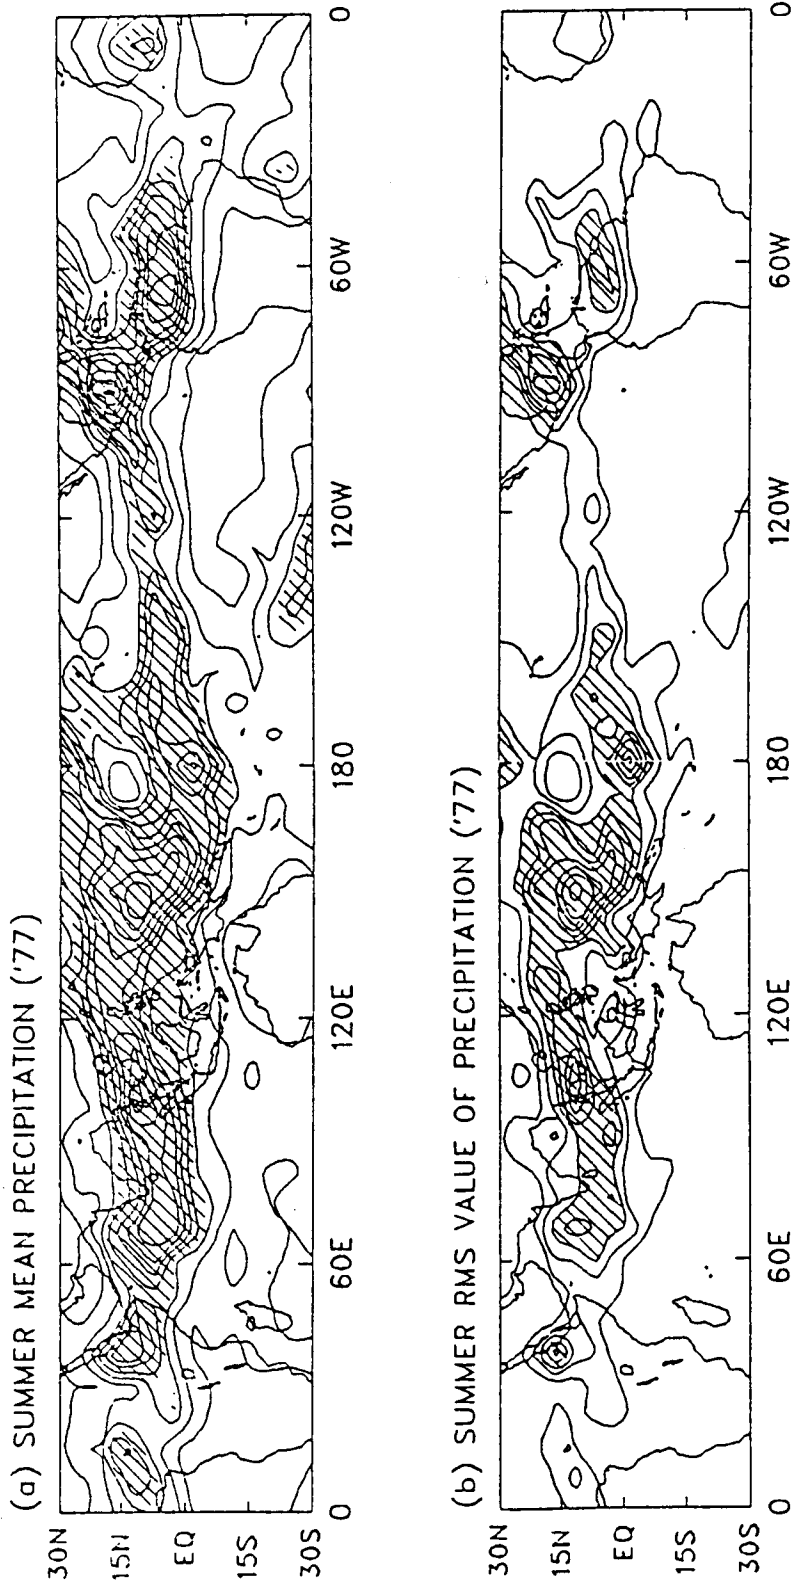 (a) SUMMER MEAN PRECIPITATION ('77)
30N
15N
EQ
15S
30S
0
60E
120E
180
120W
60W
0
(b) SUMMER RMS VALUE OF PRECIPITATION ('77)
30N
15N
EQ
15S
30S
0
60E
120E
180
120W
60W
0